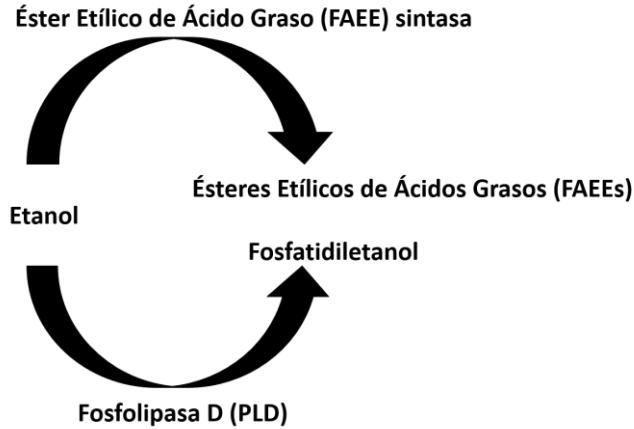 Éster Etílico de Ácido Graso (FAEE) sintasa
Ésteres Etílicos de Ácidos Grasos (FAEEs)
Etanol
Fosfatidiletanol
Fosfolipasa D (PLD)